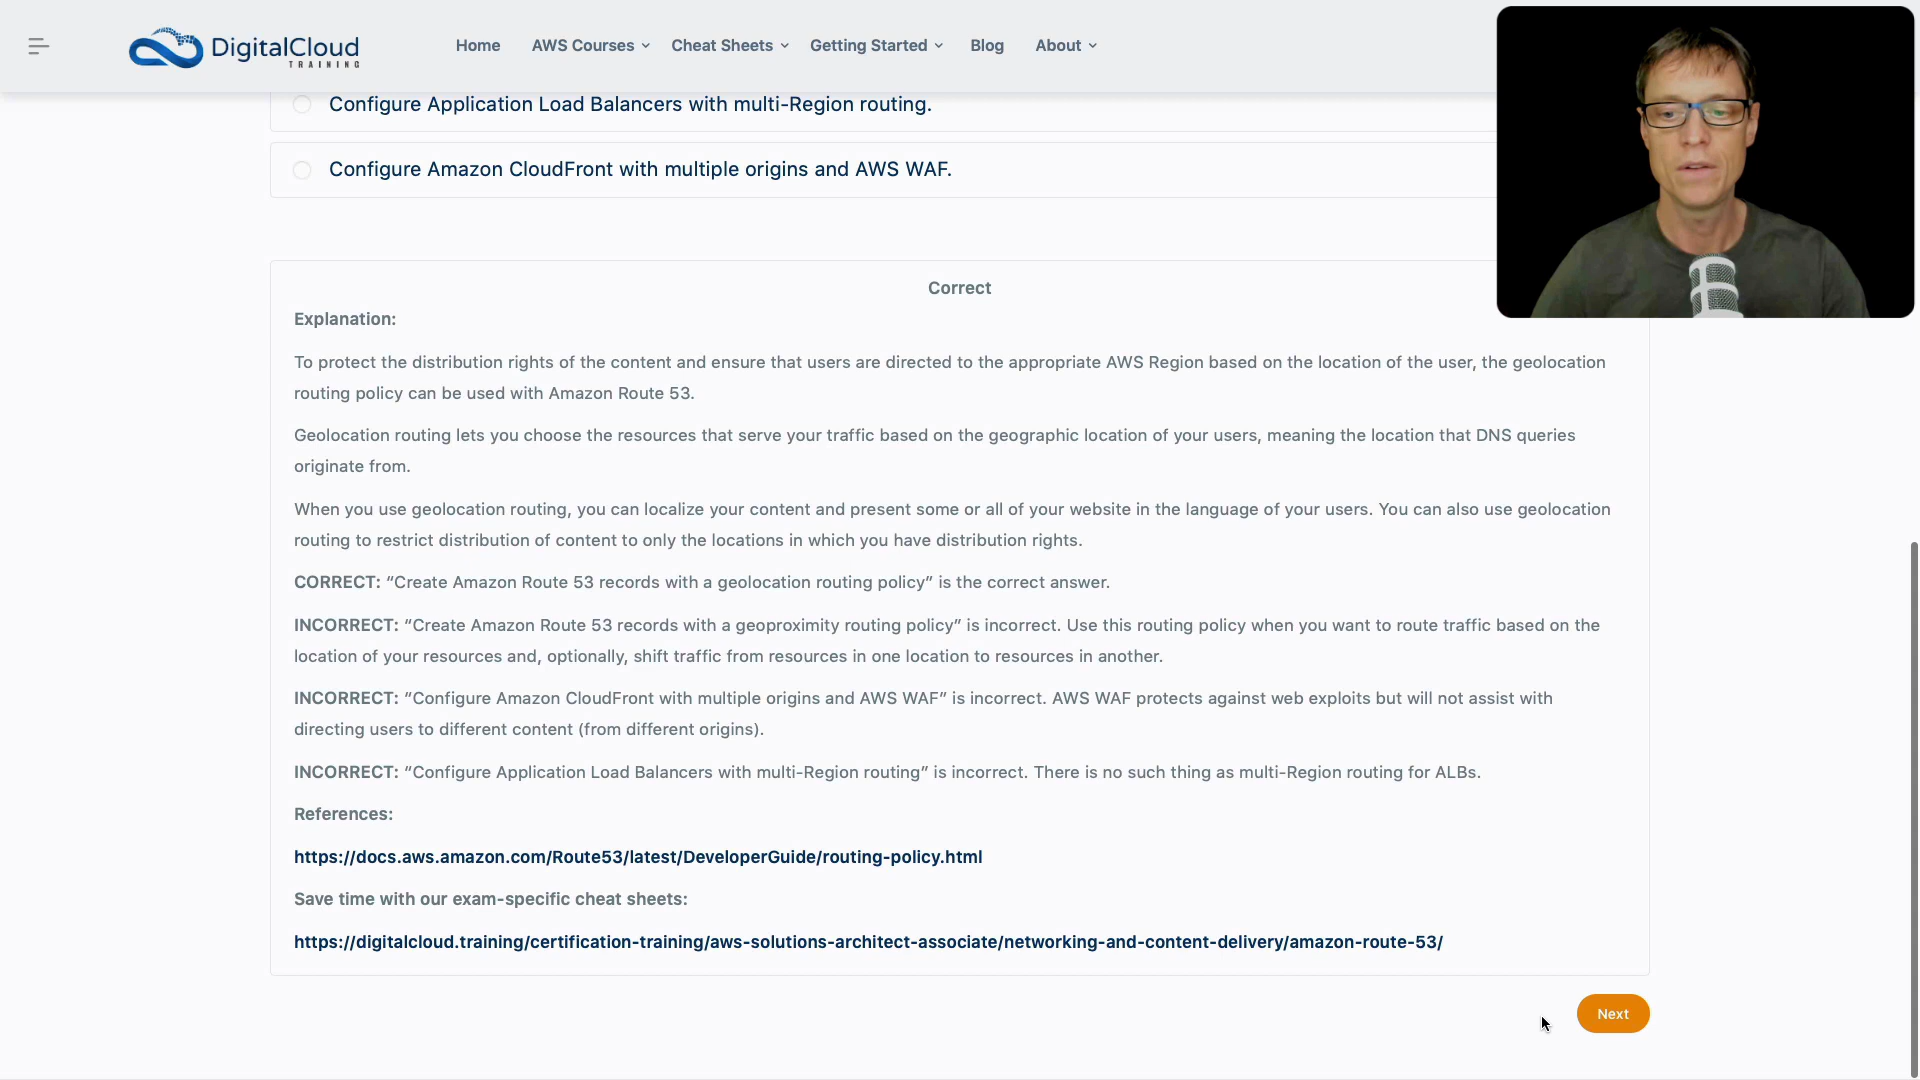 DigitalCloud
TRAINING
Home AWS Courses Cheat Sheets Getting Started Blog About
Configure Application Load Balancers with multi-Region routing.
Configure Amazon CloudFront with multiple origins and AWS WAF.
Correct
Explanation:
To protect the distribution rights of the content and ensure that users are directed to the appropriate AWS Region based on the location of the user, the geolocation
routing policy can be used with Amazon Route 53.
Geolocation routing lets you choose the resources that serve your traffic based on the geographic location of your users, meaning the location that DNS queries
originate from.
When you use geolocation routing, you can localize your content and present some or all of your website in the language of your users. You can also use geolocation
routing to restrict distribution of content to only the locations in which you have distribution rights.
CORRECT: “Create Amazon Route 53 records with a geolocation routing policy” is the correct answer.
INCORRECT: “Create Amazon Route 53 records with a geoproximity routing policy” is incorrect. Use this routing policy when you want to route traffic based on the
location of your resources and, optionally, shift traffic from resources in one location to resources in another.
INCORRECT: “Configure Amazon CloudFront with multiple origins and AWS WAF” is incorrect. AWS WAF protects against web exploits but will not assist with
directing users to different content (from different origins).
INCORRECT: “Configure Application Load Balancers with multi-Region routing” is incorrect. There is no such thing as multi-Region routing for ALBs.
References:
https://docs.aws.amazon.com/Route53/latest/DeveloperGuide/routing-policy.html
Save time with our exam-specific cheat sheets:
https://digitalcloud.training/certification-training/aws-solutions-architect-associate/networking-and-content-delivery/amazon-route-53/
Next